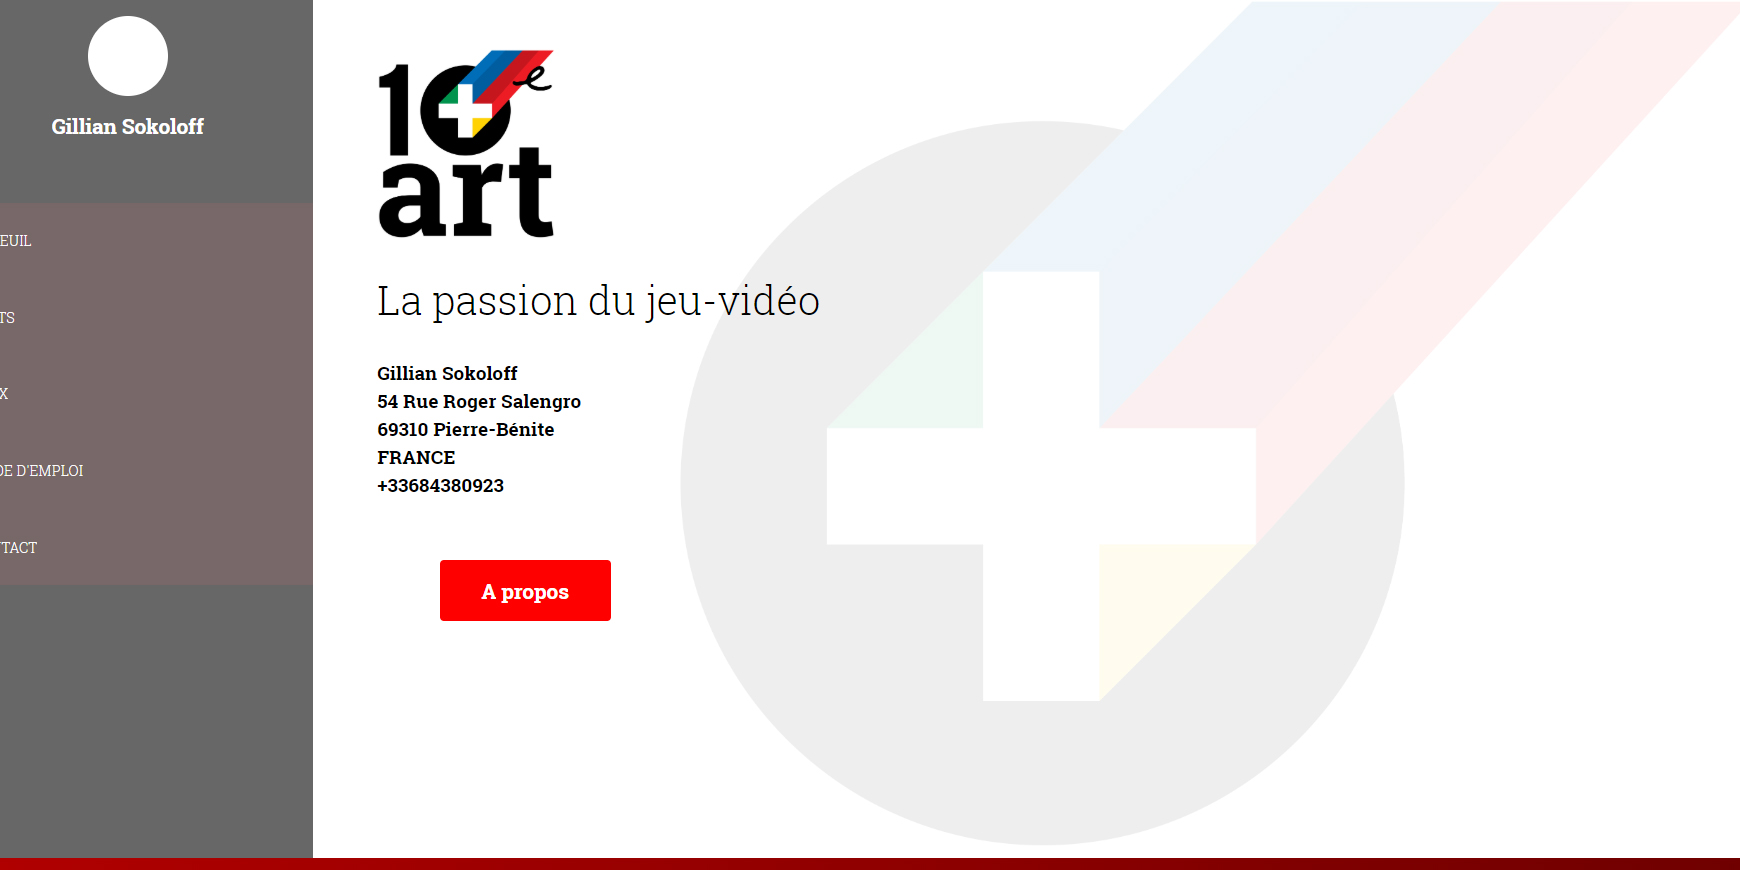 Gillian Sokoloff
EUIL
TS
X
DE D'EMPLOI
TACT
10e
art
La passion du jeu-vidéo
Gillian Sokoloff
54 Rue Roger Salengro
69310 Pierre-Bénite
FRANCE
+33684380923
A propos